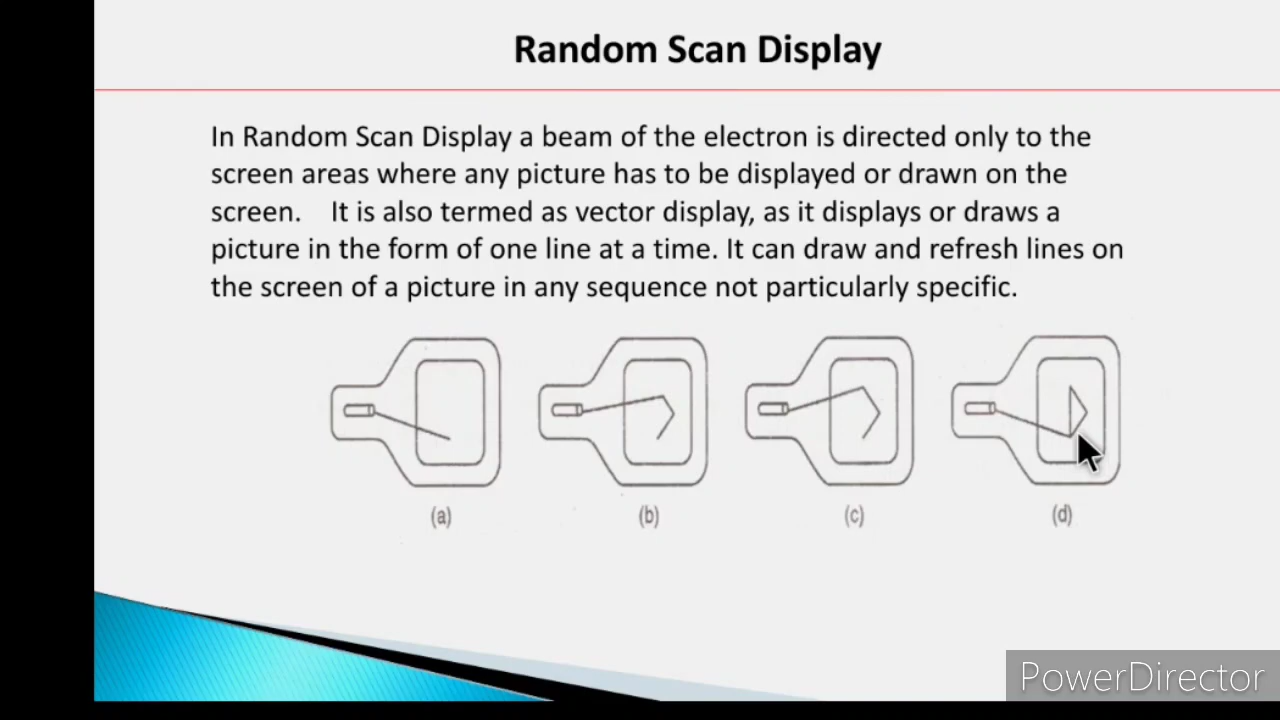 Random Scan Display
In Random Scan Display a beam of the electron is directed only to the
screen areas where any picture has to be displayed or drawn on the
screen. It is also termed as vector display, as it displays or draws a
picture in the form of one line at a time. It can draw and refresh lines on
the screen of a picture in any sequence not particularly specific.
(a) (b) (c) (d)
PowerDirector